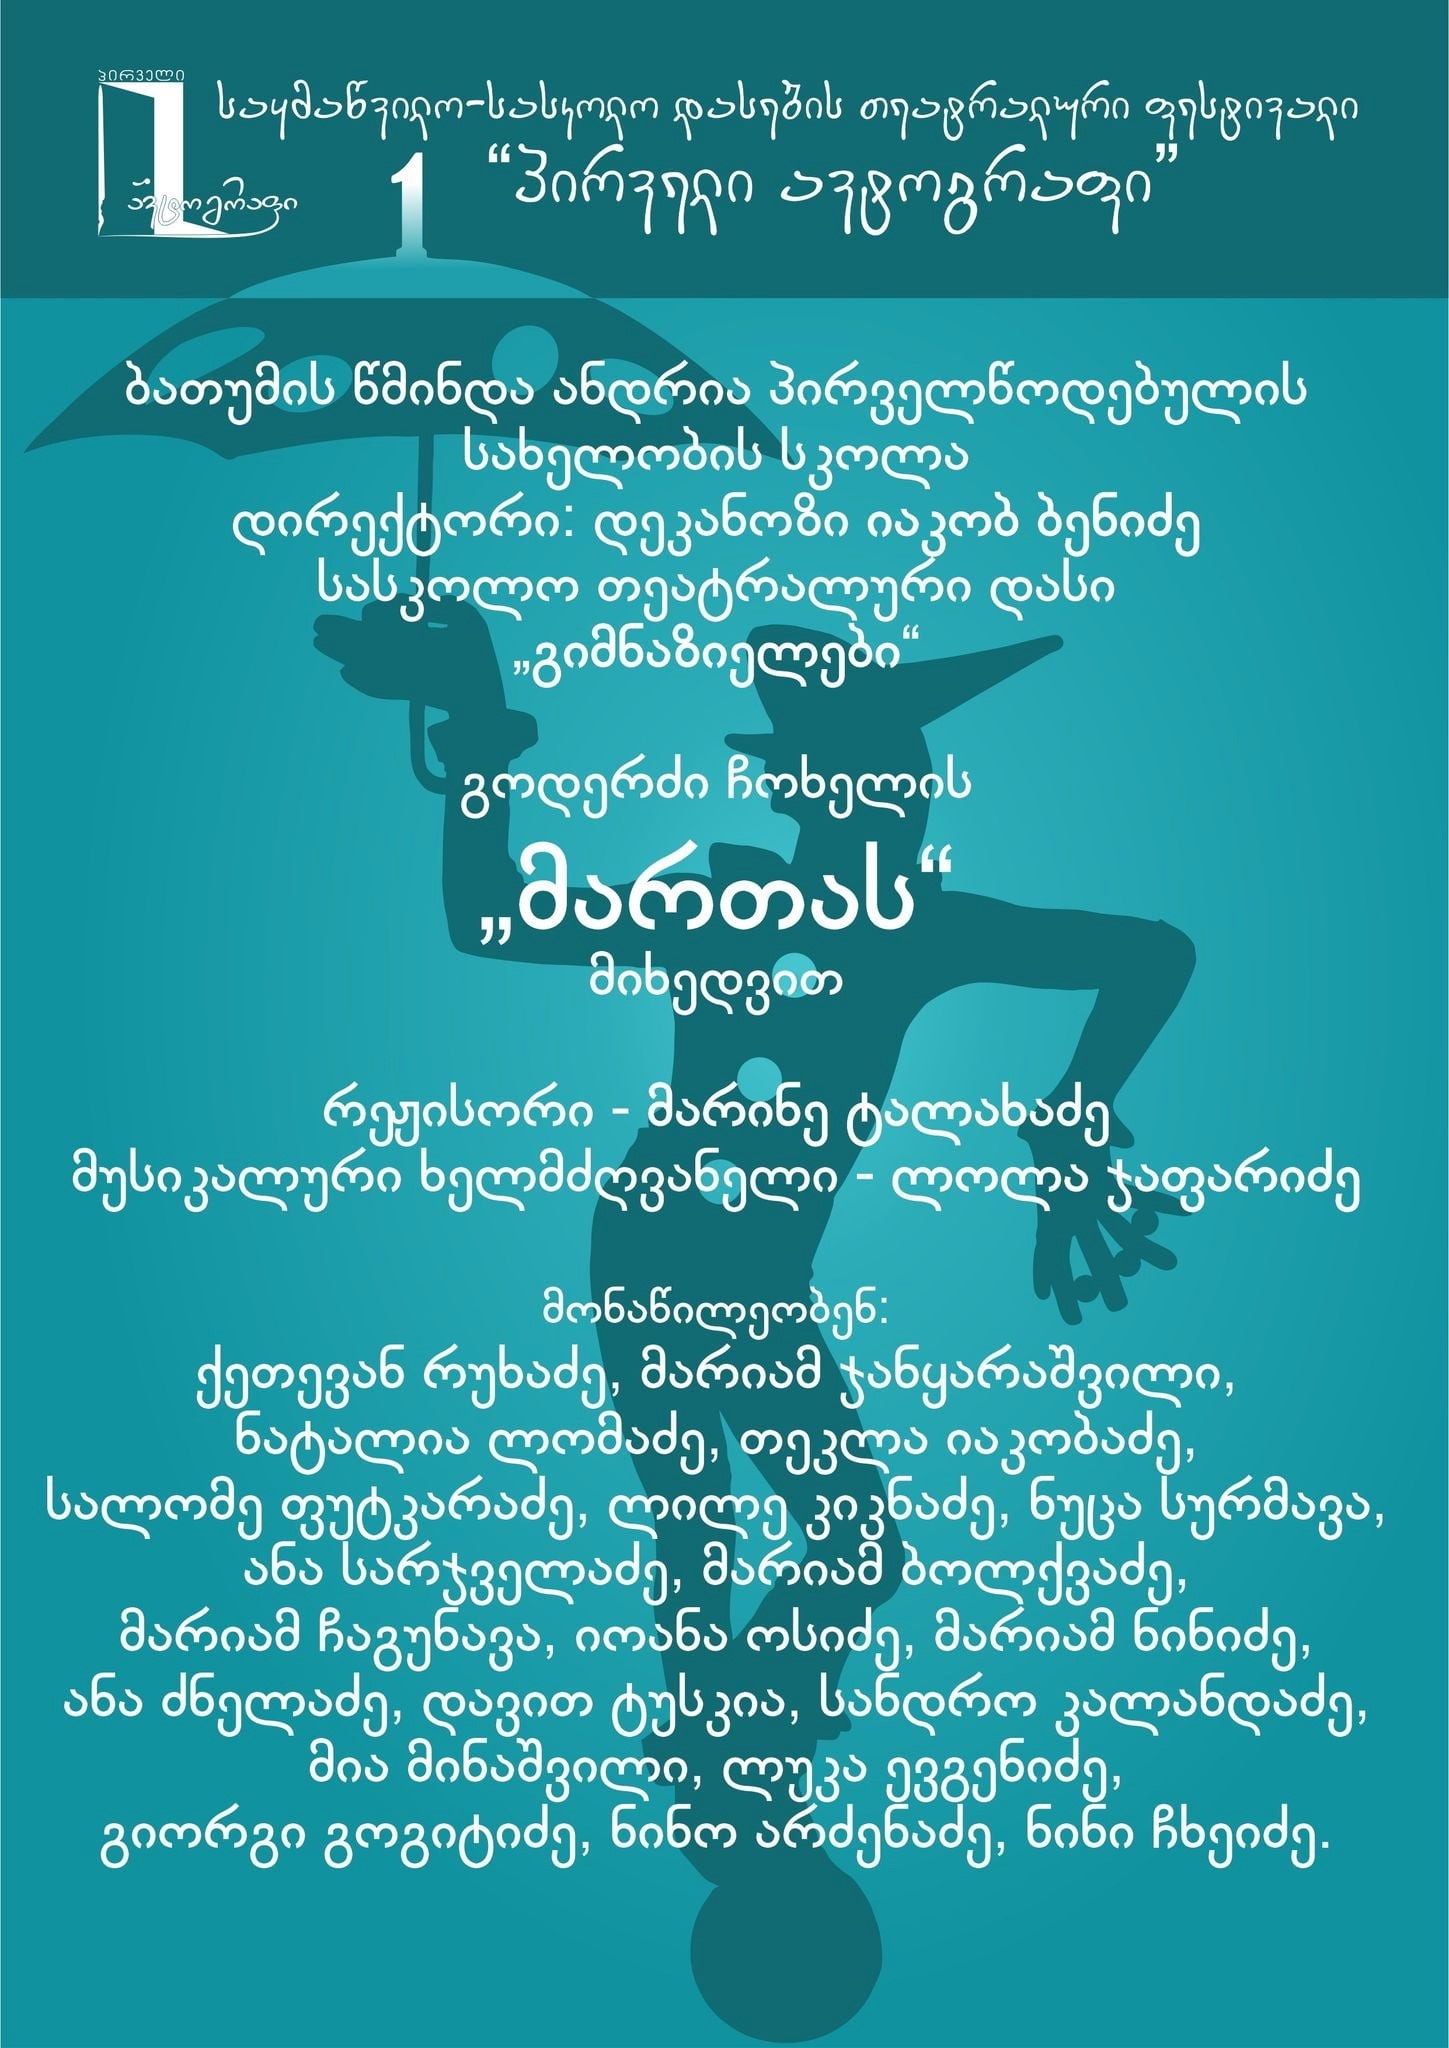 პირველი
ავტოგრაფი
საყმაწვილო-სასკოლო დასების თეატრალური ფესტივალი
1 “პირველი ავტოგრაფი”
ბათუმის წმინდა ანდრია პირველწოდებულის
სახელობის სკოლა
დირექტორი: დეკანოზი იაკობ ბენიძე
სასკოლო თეატრალური დასი
„გიმნაზიელები“
გოდერძი ჩოხელის
„მართას“
მიხედვით
რეჟისორი - მარინე ტალახაძე
მუსიკალური ხელმძღვანელი - ლოლა ჯაფარიძე
მონაწილეობენ:
ქეთევან რუხაძე, მარიამ ჯანყარაშვილი,
ნატალია ლომაძე, თეკლა იაკობაძე,
სალომე ფუტკარაძე, ლილე კიკნაძე, ნუცა სურმავა,
ანა სარჯველაძე, მარიამ ბოლქვაძე,
მარიამ ჩაგუნავა, იოანა ოსიძე, მარიამ ნინიძე,
ანა ძნელაძე, დავით ტუსკია, სანდრო კალანდაძე,
მია მინაშვილი, ლუკა ევგენიძე,
გიორგი გოგიტიძე, ნინო არძენაძე, ნინი ჩხეიძე.